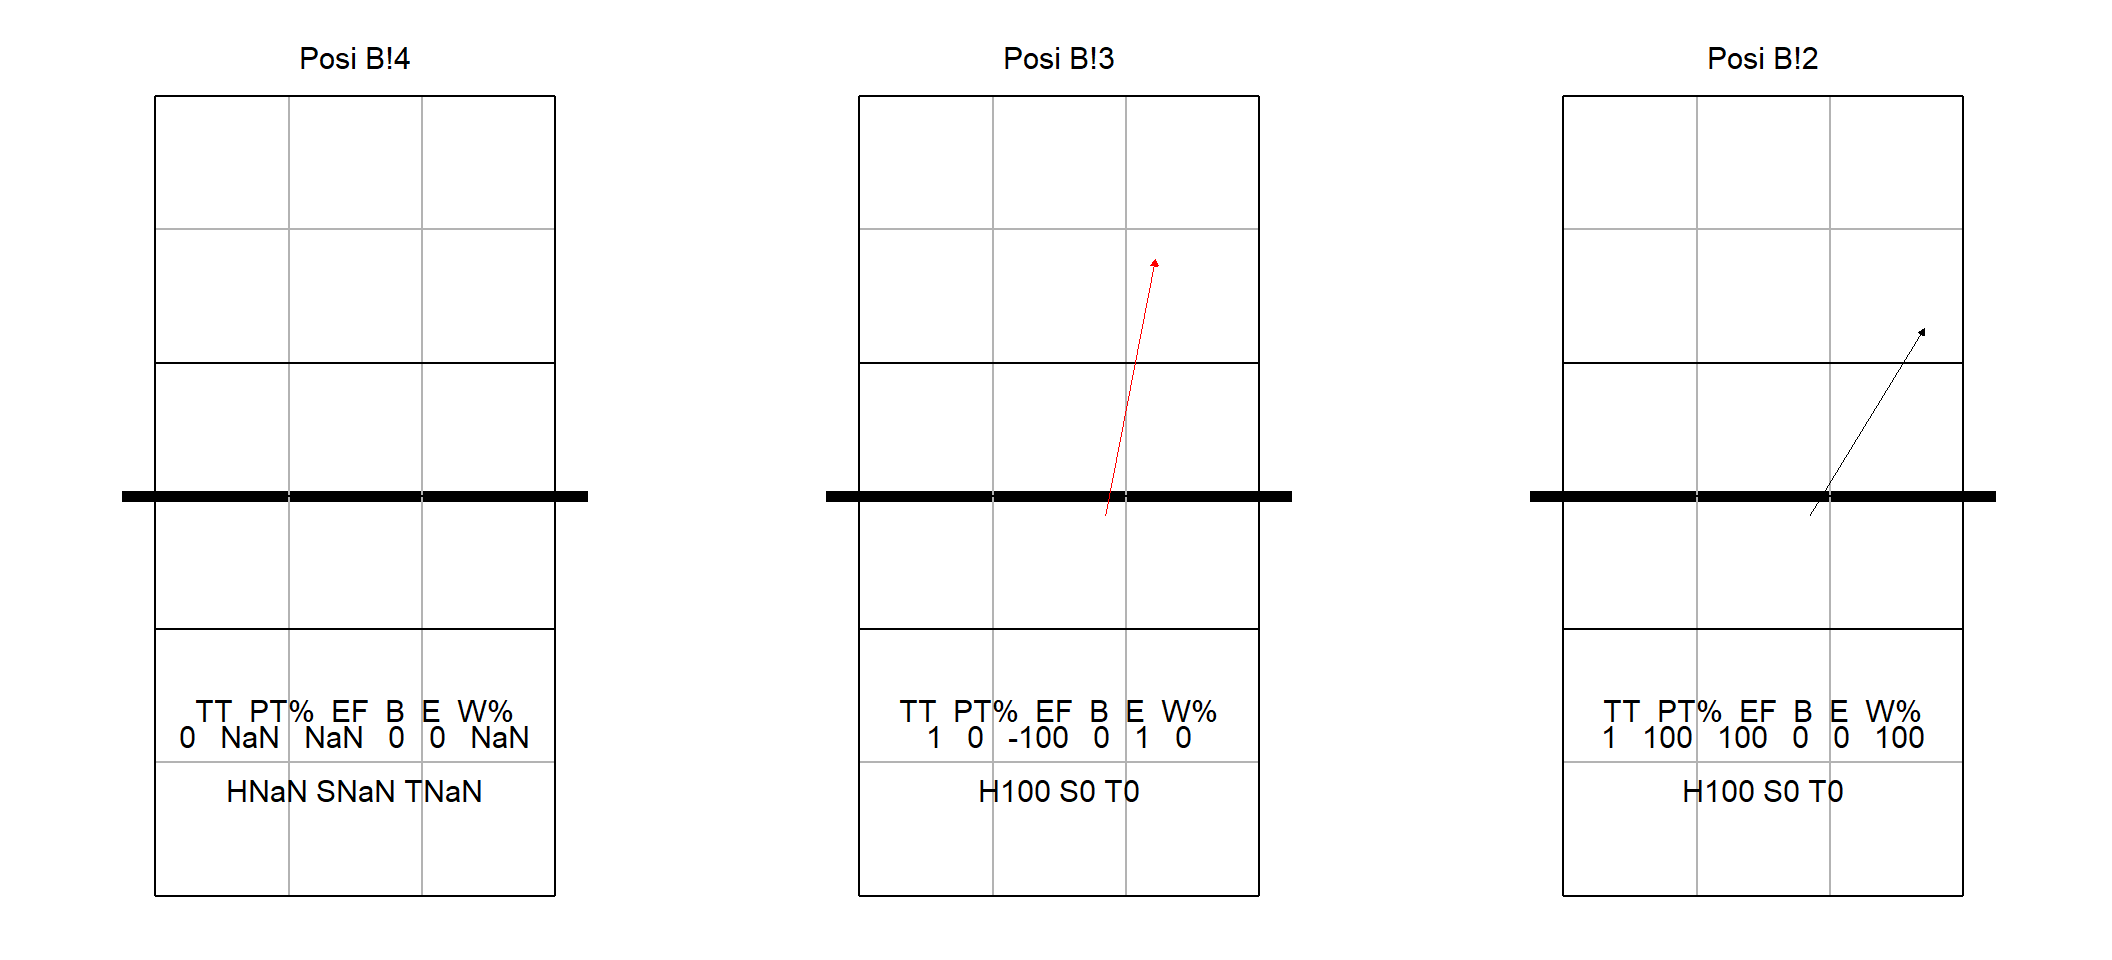 Posi B!4
TT PT% EF B E W%
0 NaN NaN 0 0 NaN
HNaN SNaN TNaN
Posi B!3
TT PT% EF B E W%
1 0 -100 0 1 0
H100 S0 T0
Posi B!2
TT PT% EF B E W%
1 100 100 0 0 100
H100 S0 T0